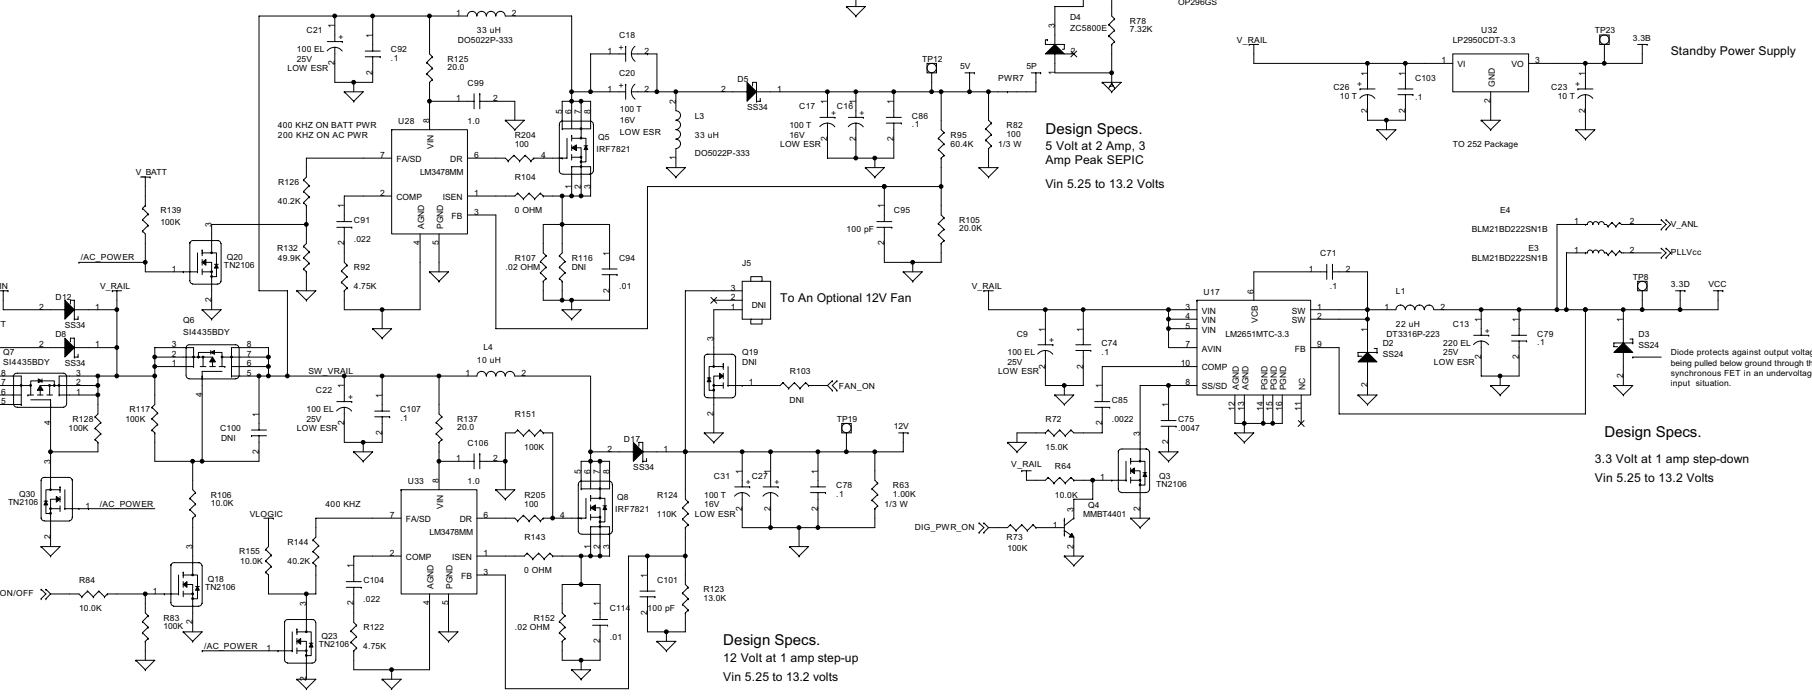 OP296GS
D4
ZC5800E
R78
7.32K
C21
100 EL
25V
LOW ESR
C92
.1
33 uH
DO5022P-333
R125
20.0
C99
1.0
C18
C20
100 T
16V
LOW ESR
D5
SS34
TP12
5V
PWR7
5P
L3
33 uH
DO5022P-333
C17
100 T
16V
LOW ESR
C16
C86
.1
R95
60.4K
R82
100
1/3 W
Design Specs.
5 Volt at 2 Amp, 3
Amp Peak SEPIC
Vin 5.25 to 13.2 Volts
U32
LP2950CDT-3.3
TP23
3.3B
V_RAIL
VI
VO
GND
C26
10 T
C103
.1
C23
10 T
TO 252 Package
Standby Power Supply
400 KHZ ON BATT PWR
200 KHZ ON AC PWR
U28
VIN
FA/SD
DR
LM3478MM
COMP
ISEN
FB
AGND
PGND
R204
100
R104
0 OHM
Q5
IRF7821
V_BATT
R139
100K
/AC_POWER
Q20
TN2106
R126
40.2K
R132
49.9K
C91
.022
R92
4.75K
R107
.02 OHM
R116
DNI
C94
.01
C95
100 pF
R105
20.0K
J5
DNI
To An Optional 12V Fan
Q19
DNI
R103
DNI
FAN_ON
IN
D12
SS34
V_RAIL
T
D8
SS34
Q7
SI4435BDY
Q6
SI4435BDY
R128
100K
R117
100K
C100
DNI
SW_VRAIL
L4
10 uH
C22
100 EL
25V
LOW ESR
C107
.1
R137
20.0
C106
1.0
R151
100K
D17
SS34
TP19
12V
Q30
TN2106
/AC_POWER
R106
10.0K
VLOGIC
400 KHZ
U33
VIN
FA/SD
DR
LM3478MM
COMP
ISEN
FB
AGND
PGND
R205
100
R143
0 OHM
Q8
IRF7821
R124
110K
C31
100 T
16V
LOW ESR
C27
C78
.1
R63
1.00K
1/3 W
R155
10.0K
R144
40.2K
C104
.022
R122
4.75K
ON/OFF
R84
10.0K
R83
100K
Q18
TN2106
/AC_POWER
Q23
TN2106
R152
.02 OHM
C114
.01
C101
100 pF
R123
13.0K
Design Specs.
12 Volt at 1 amp step-up
Vin 5.25 to 13.2 volts
E4
BLM21BD222SN1B
V_ANL
E3
BLM21BD222SN1B
PLLVcc
V_RAIL
C9
100 EL
25V
LOW ESR
C74
.1
U17
VCB
VIN
VIN
VIN
AVIN
COMP
SS/SD
SW
SW
FB
LM2651MTC-3.3
AGND
AGND
PGND
PGND
PGND
NC
C71
.1
L1
22 uH
DT3316P-223
D2
SS24
C13
220 EL
25V
LOW ESR
C79
.1
TP8
3.3D
VCC
D3
SS24
Diode protects against output voltag
being pulled below ground through th
synchronous FET in an undervoltage
input situation.
R72
15.0K
C85
.0022
C75
.0047
V_RAIL
R64
10.0K
Q3
TN2106
Q4
MMBT4401
DIG_PWR_ON
R73
100K
Design Specs.
3.3 Volt at 1 amp step-down
Vin 5.25 to 13.2 Volts